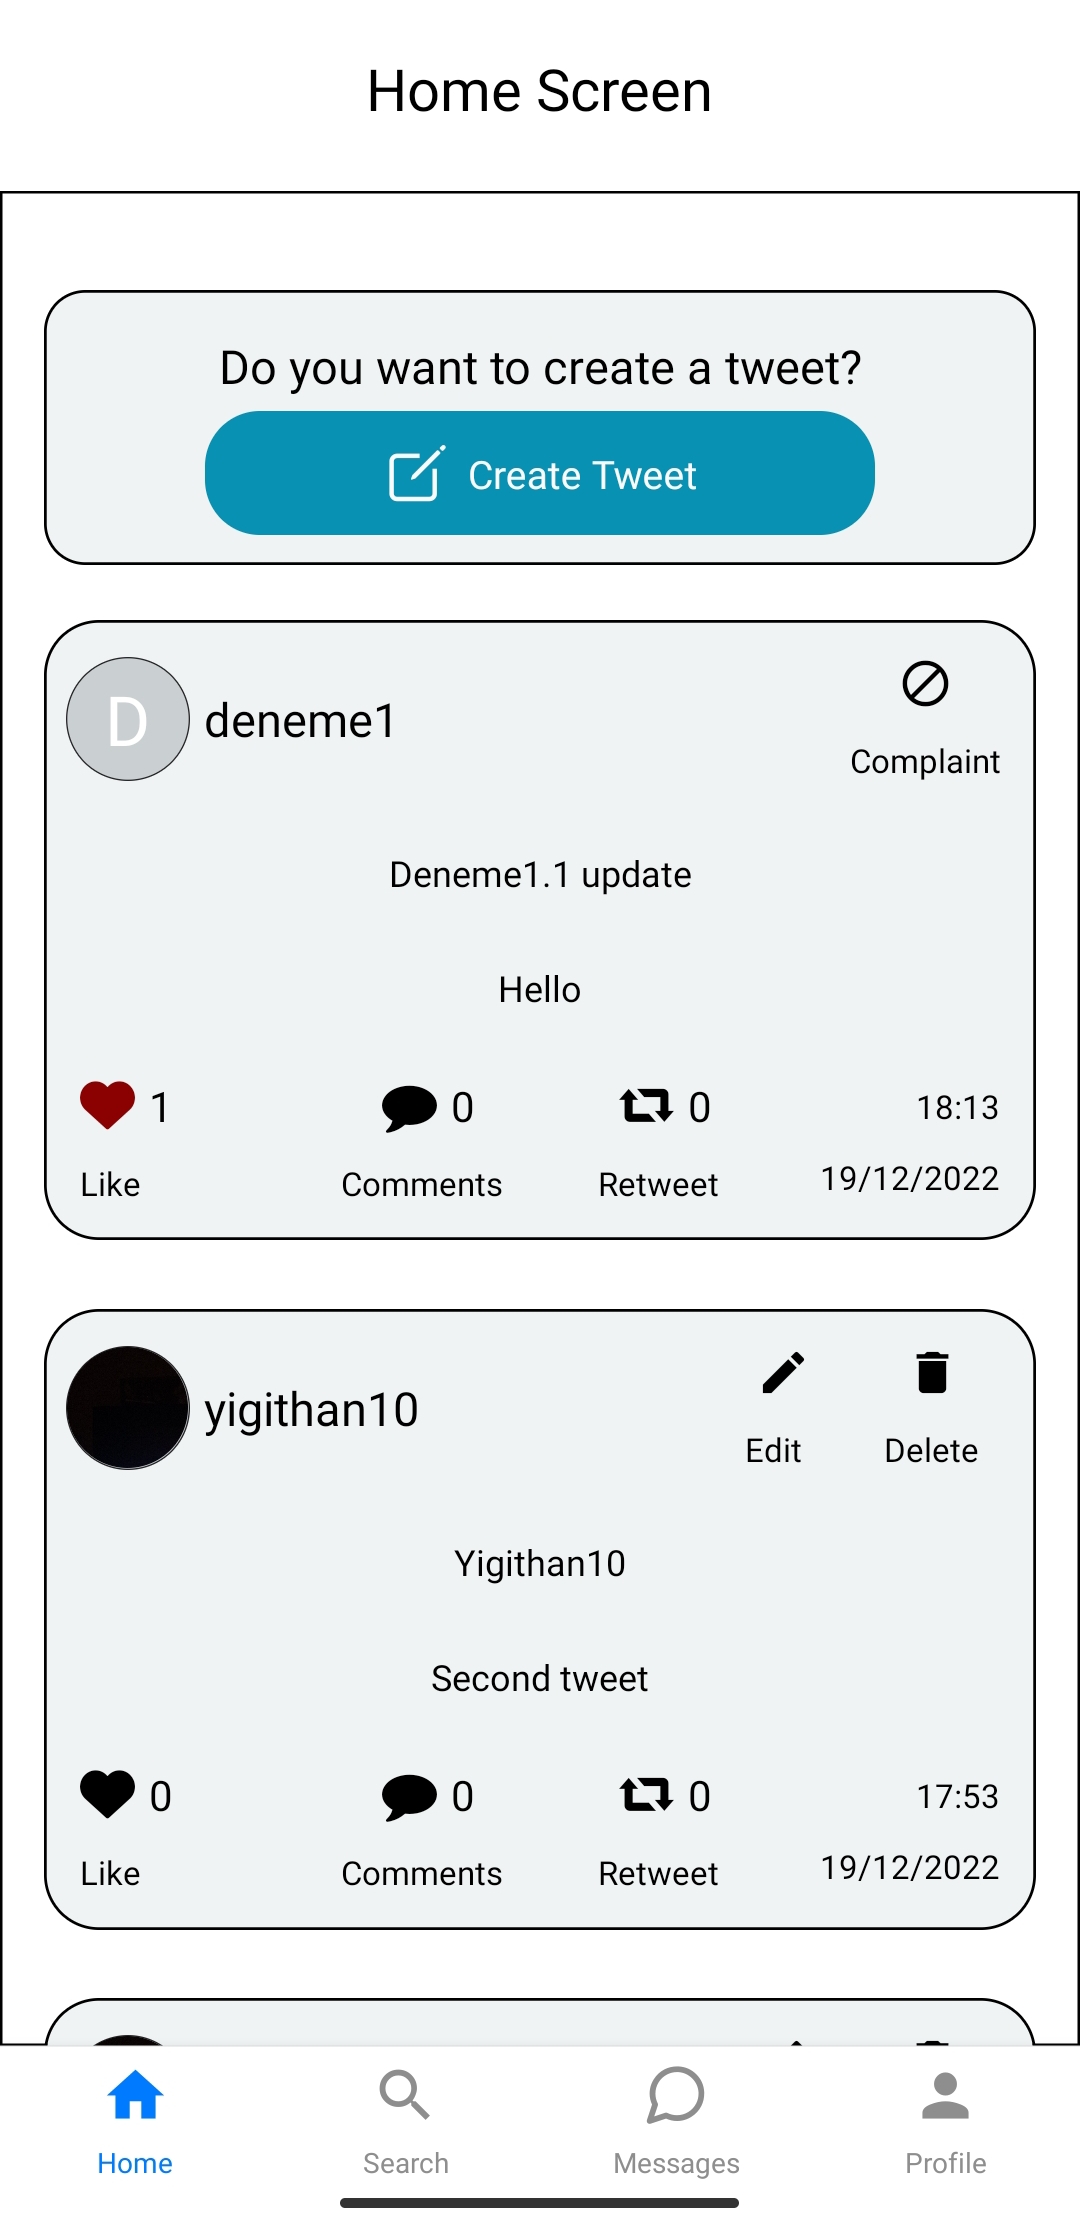 Home Screen
Do you want to create a tweet?
Create Tweet
D
deneme1
Complaint
Deneme1.1 update
Hello
1 0 0 18:13
Like Comments Retweet 19/12/2022
yigithan10
Edit Delete
Yigithan10
Second tweet
0 0 0 17:53
Like Comments Retweet 19/12/2022
Home Search Messages Profile